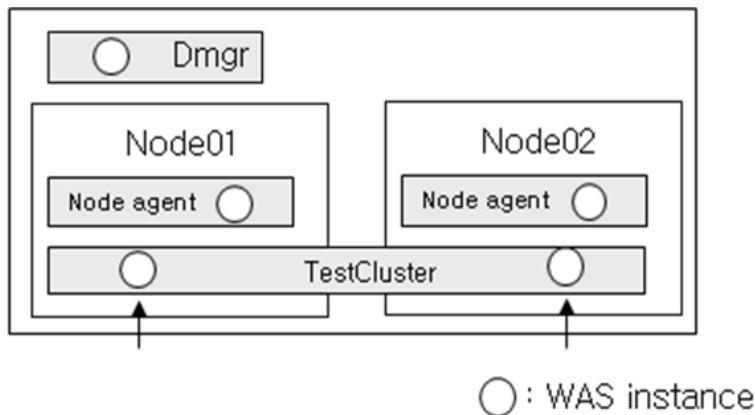 Dmgr
Node01
Node02
Node agent
Node agent
TestCluster
: WAS instance